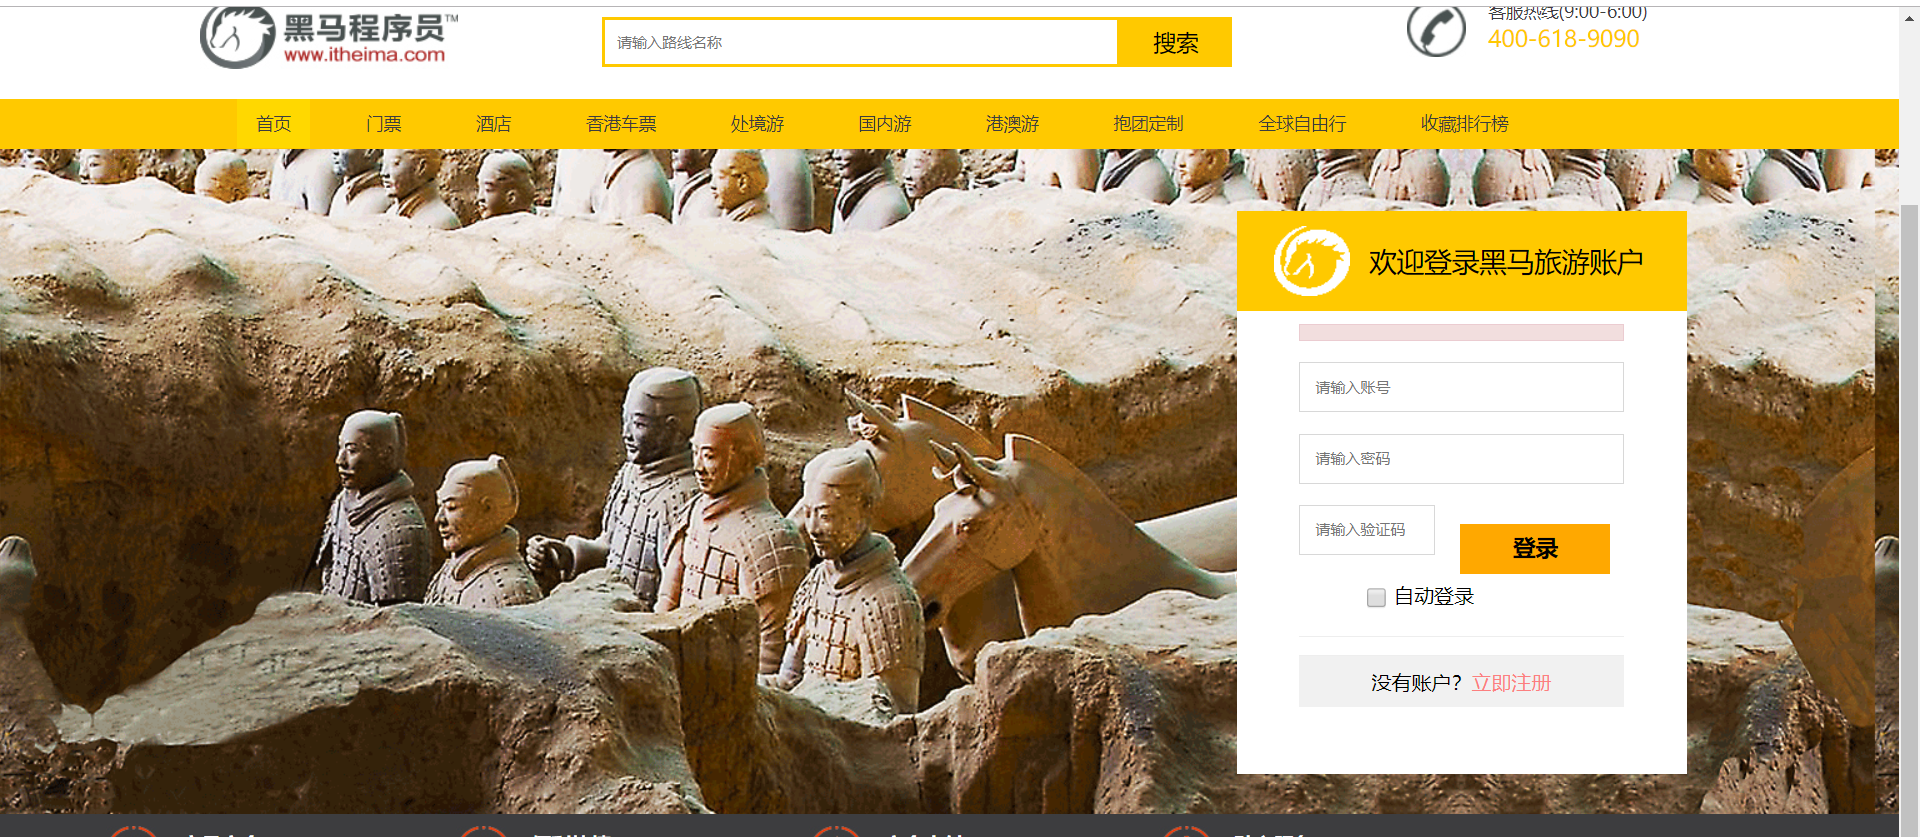 黑马程序员™
www.itheima.com
请输入路线名称
搜索
客服热线(9:00-6:00)
400-618-9090
首页 门票 酒店 香港车票 处境游 国内游 港澳游 抱团定制 全球自由行 收藏排行榜
欢迎登录黑马旅游账户
请输入账号
请输入密码
请输入验证码
登录
自动登录
没有账户？立即注册